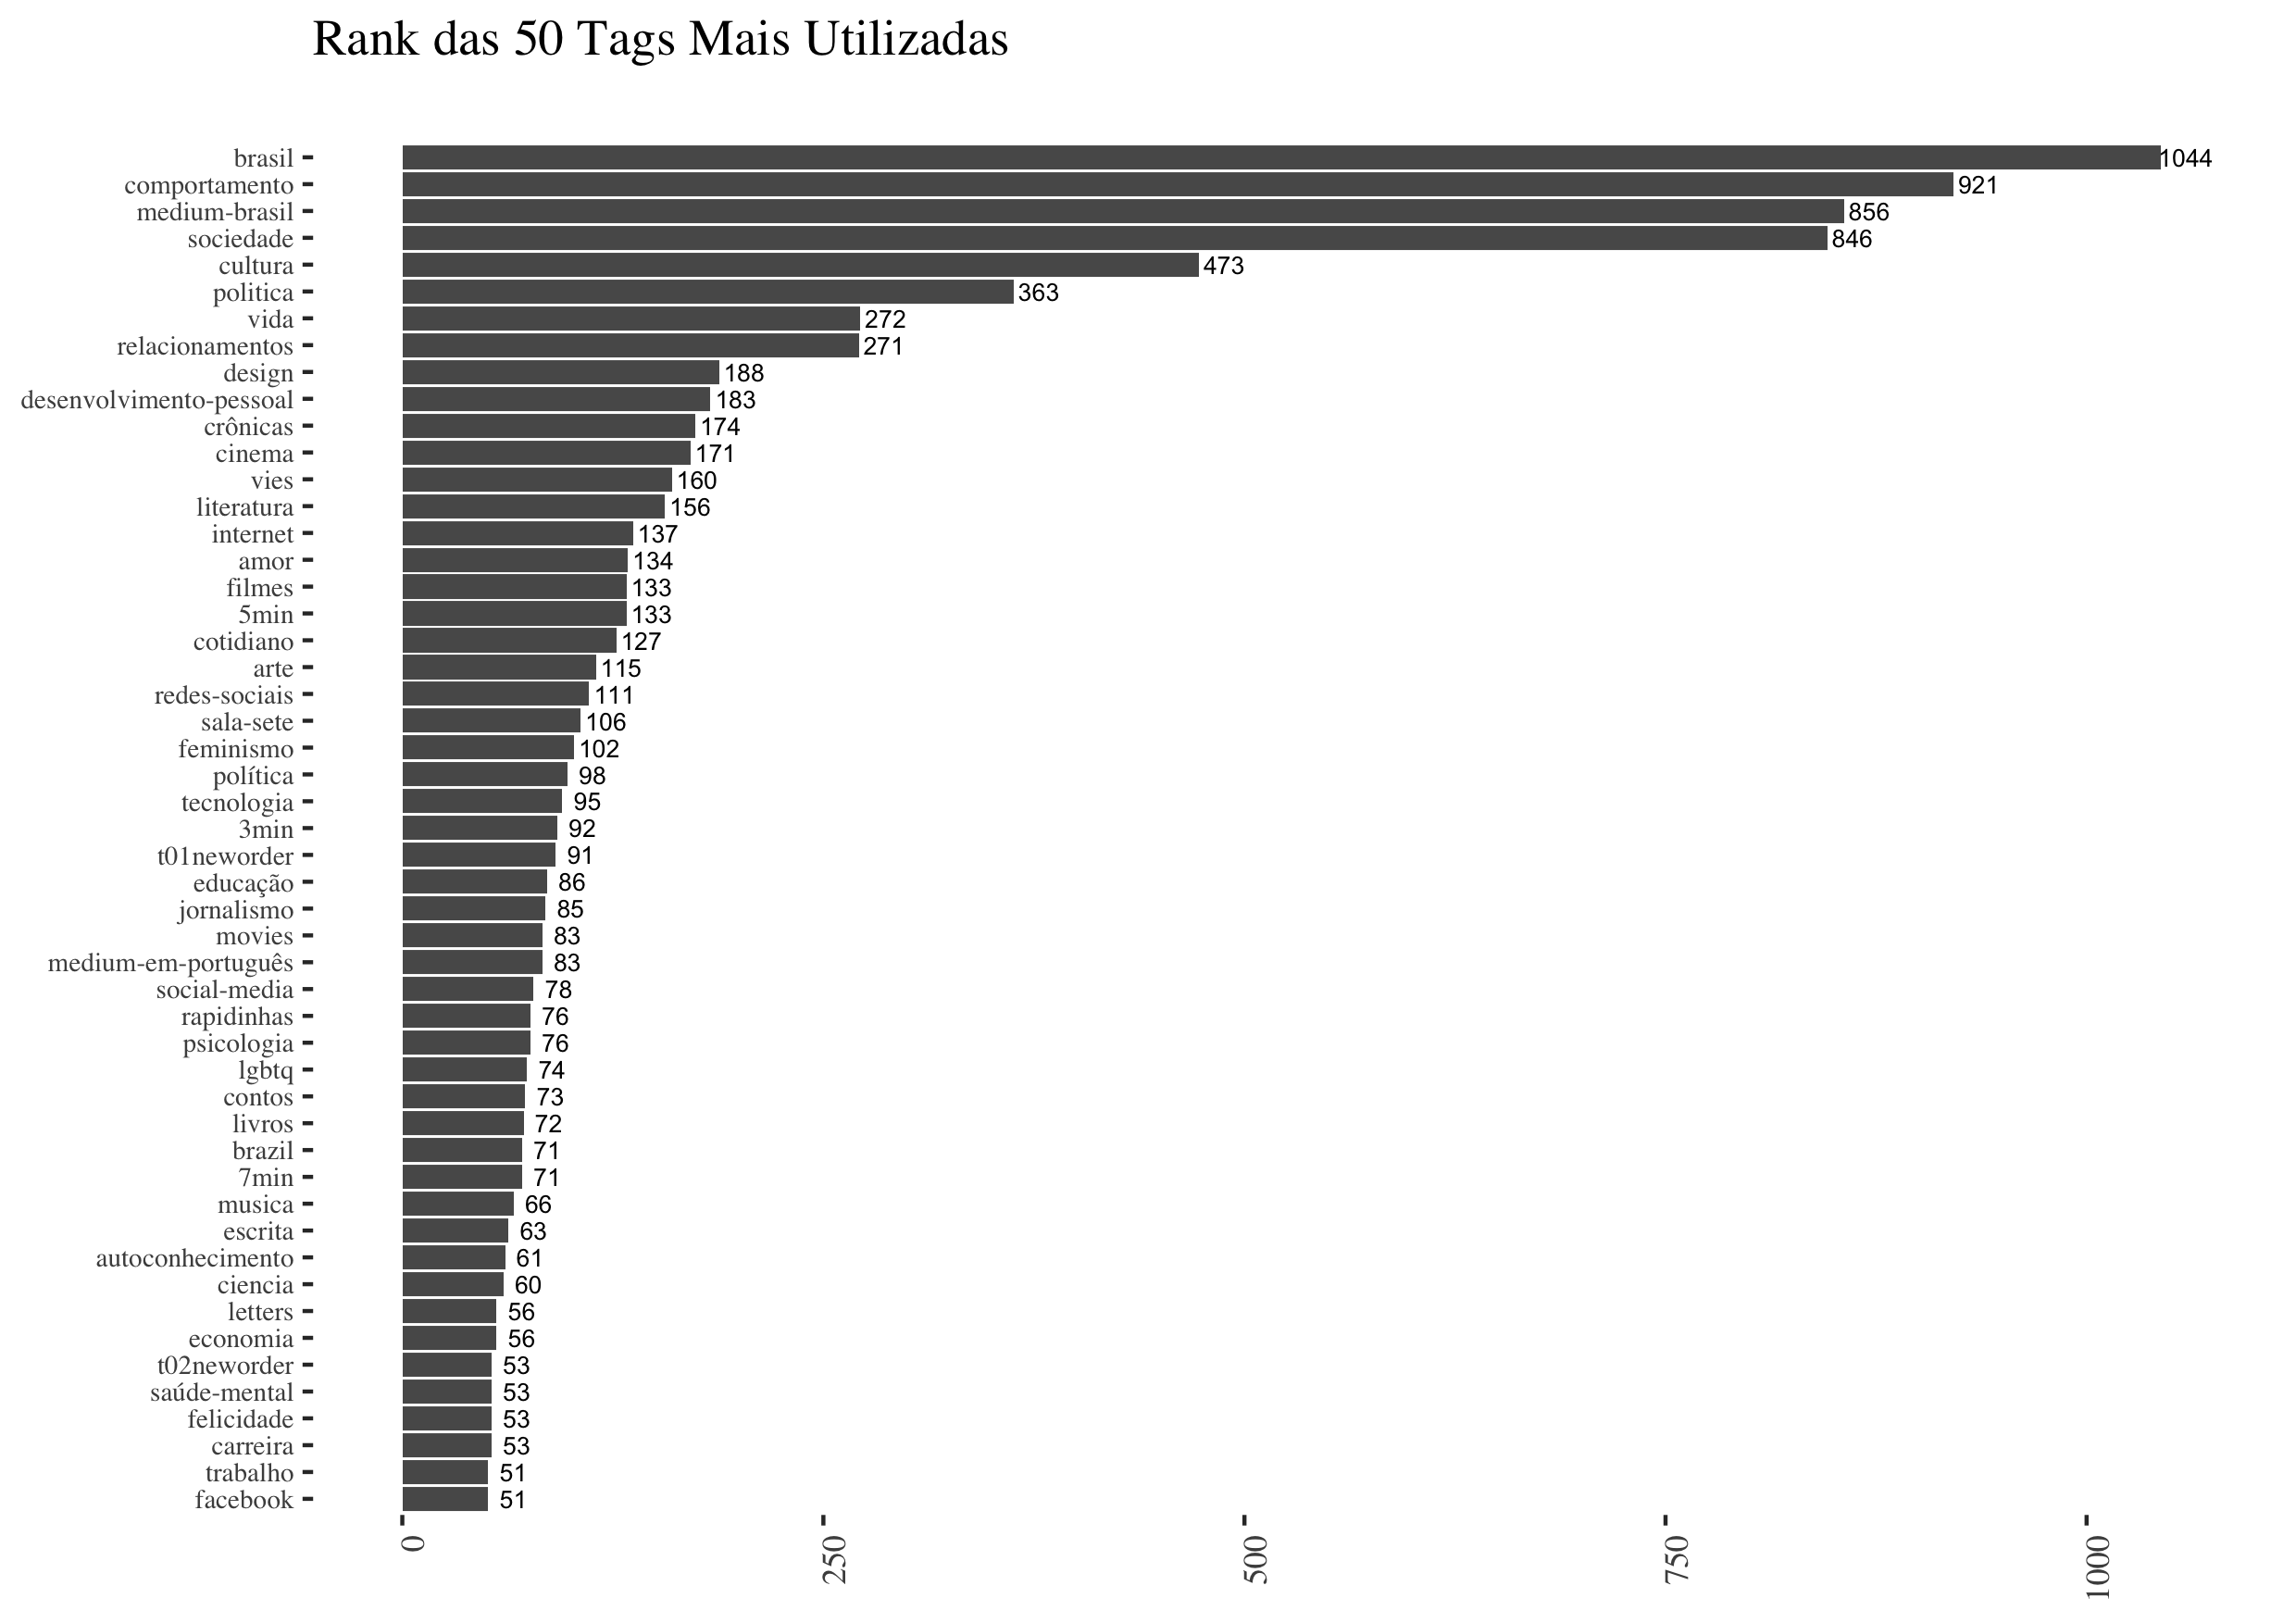 Rank das 50 Tags Mais Utilizadas
brasil 1044
comportamento 921
medium-brasil 856
sociedade 846
cultura 473
politica 363
vida 272
relacionamentos 271
design 188
desenvolvimento-pessoal 183
crônicas 174
cinema 171
vies 160
literatura 156
internet 137
amor 134
filmes 133
5min 133
cotidiano 127
arte 115
redes-sociais 111
sala-sete 106
feminismo 102
política 98
tecnologia 95
3min 92
t01neworder 91
educação 86
jornalismo 85
movies 83
medium-em-português 83
social-media 78
rapidinhas 76
psicologia 76
lgbtq 74
contos 73
livros 72
brazil 71
7min 71
musica 66
escrita 63
autoconhecimento 61
ciencia 60
letters 56
economia 56
t02neworder 53
saúde-mental 53
felicidade 53
carreira 53
trabalho 51
facebook 51
0 250 500 750 1000